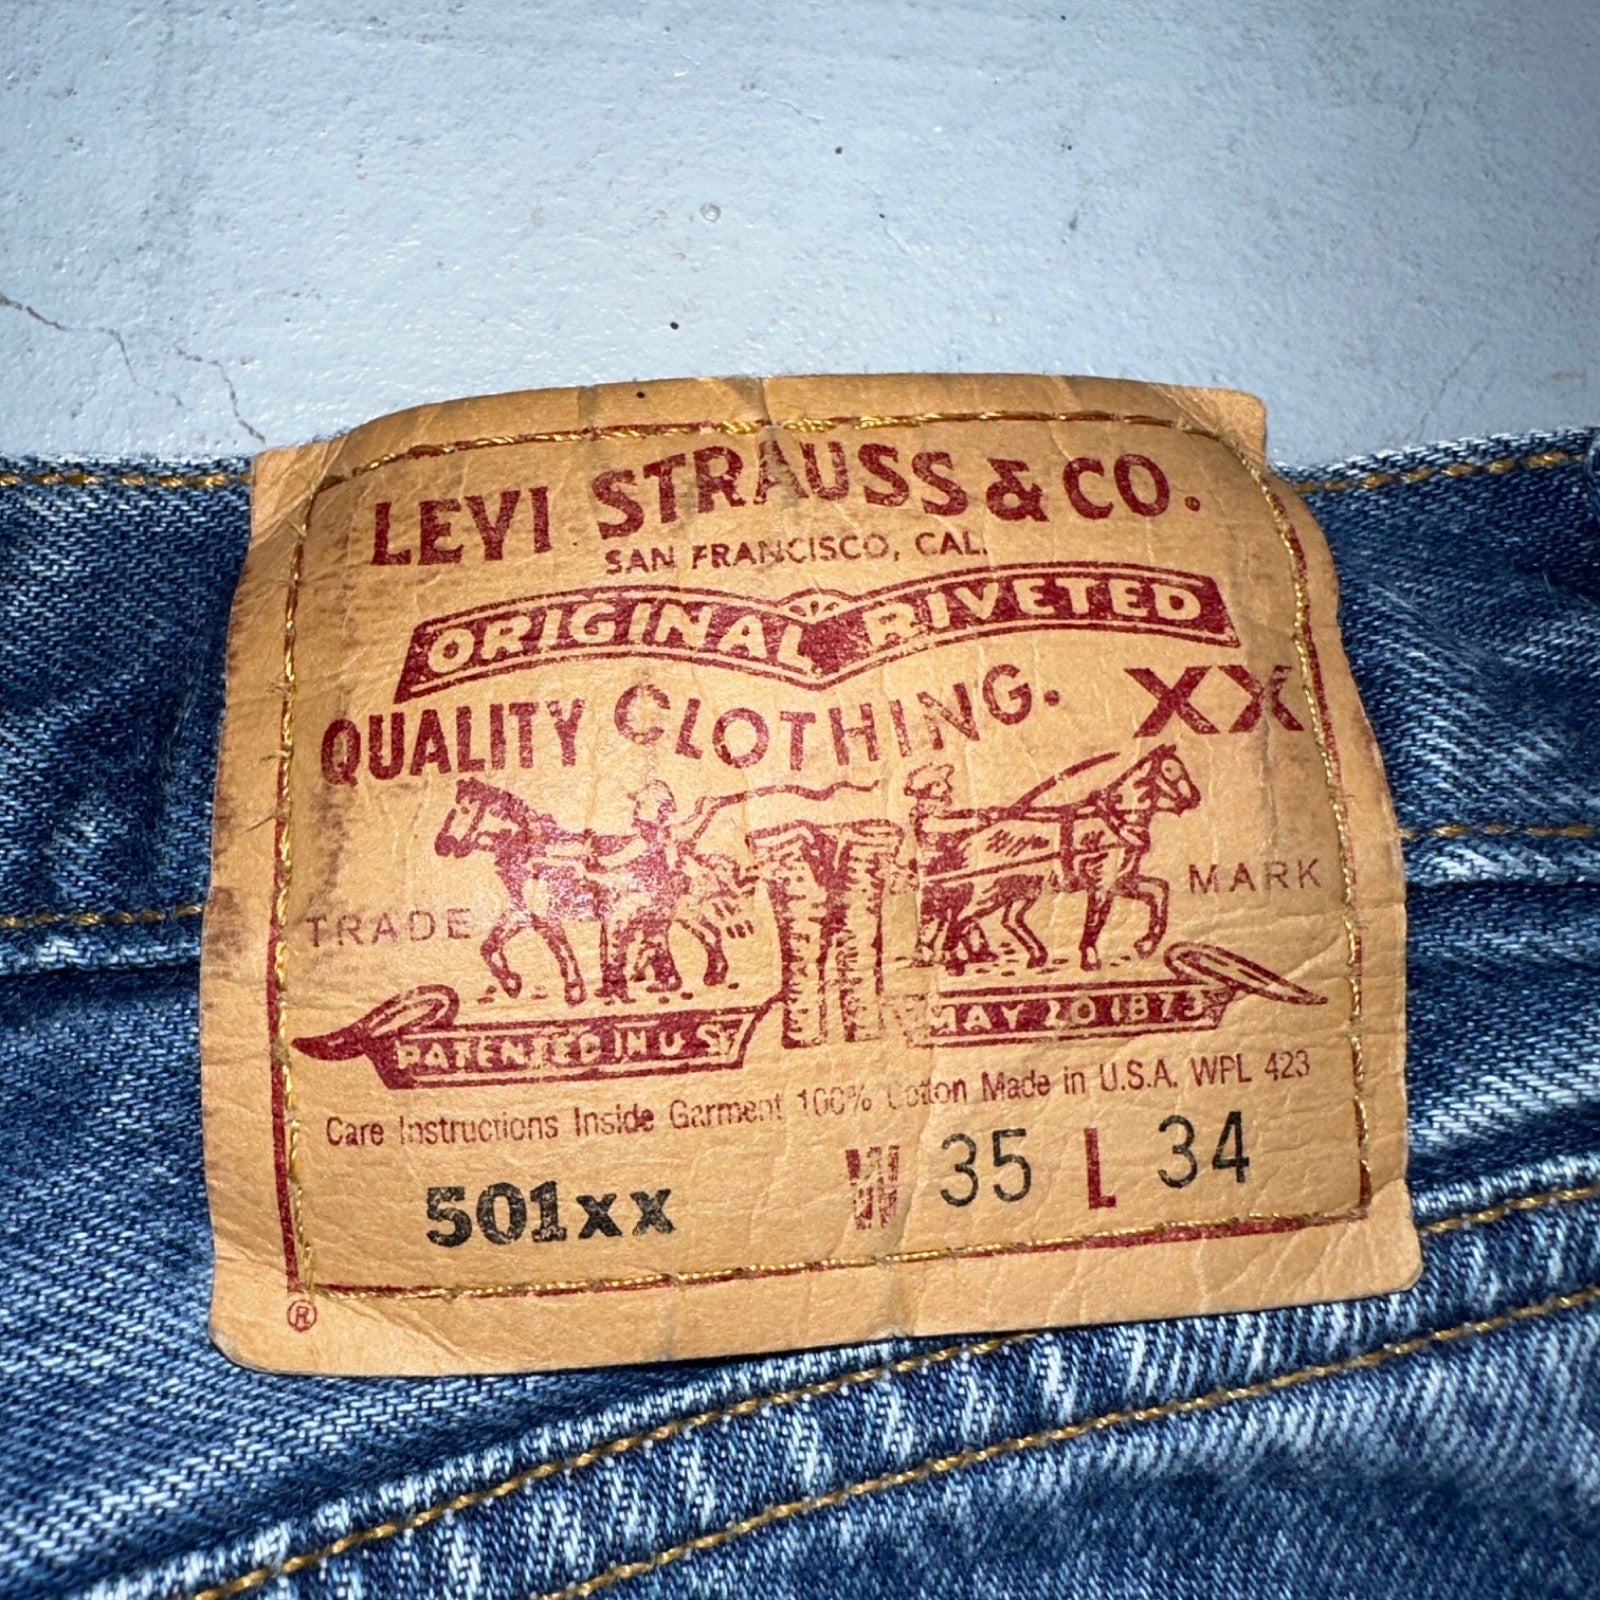 LEVI STRAUSS & CO.
SAN FRANCISCO, CAL.
ORIGINAL RIVETED
QUALITY CLOTHING. XX
TRADE MARK
PATENTED IN U S MAY 20 1873
Care Instructions Inside Garment 100% Cotton Made in U.S.A. WPL 423
501xx W 35 L 34
®